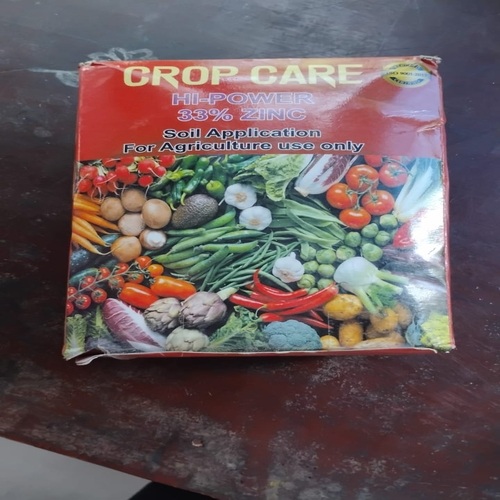 CROP CARE
HI-POWER
33% ZINC
Soil Application
For Agriculture use only